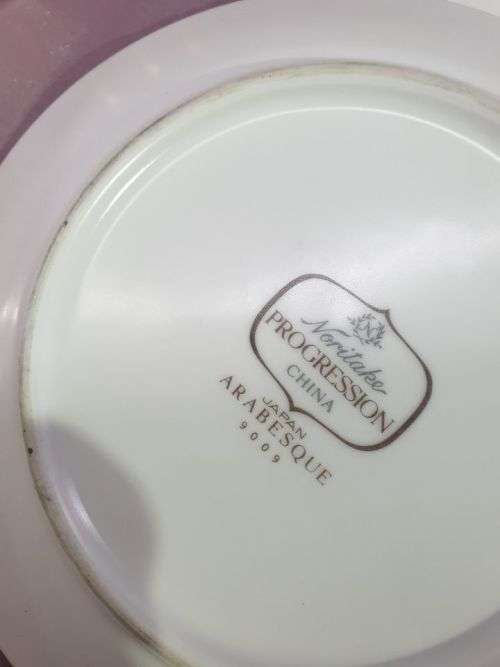 N
Noritake
PROGRESSION
CHINA
JAPAN
ARABESQUE
9009